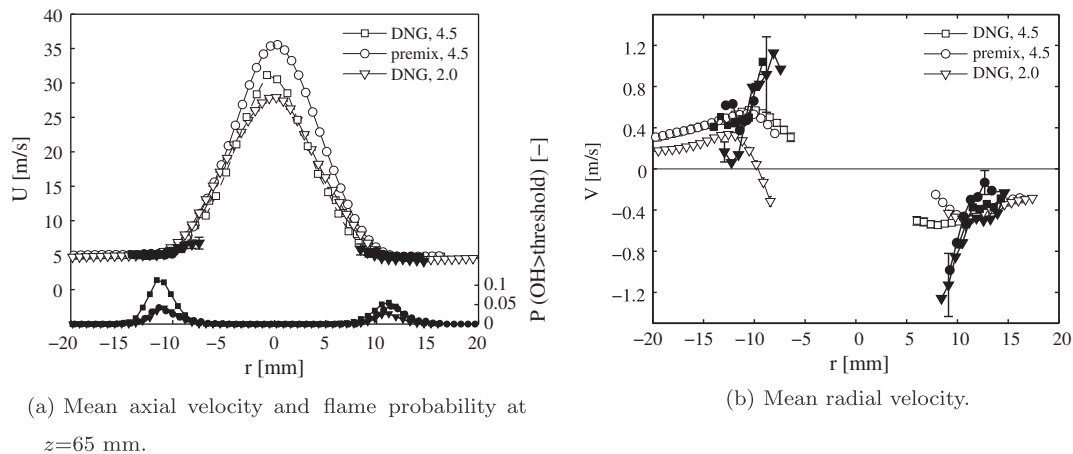 40
35
30
25
20
15
10
5
0
U [m/s]
DNG, 4.5
premix, 4.5
DNG, 2.0
0.1
0.05
0
P (OH>threshold) [−]
−20 −15 −10 −5 0 5 10 15 20
r [mm]
(a) Mean axial velocity and flame probability at
z=65 mm.
1.2
0.8
0.4
0
−0.4
−0.8
−1.2
V [m/s]
DNG, 4.5
premix, 4.5
DNG, 2.0
−20 −15 −10 −5 0 5 10 15 20
r [mm]
(b) Mean radial velocity.